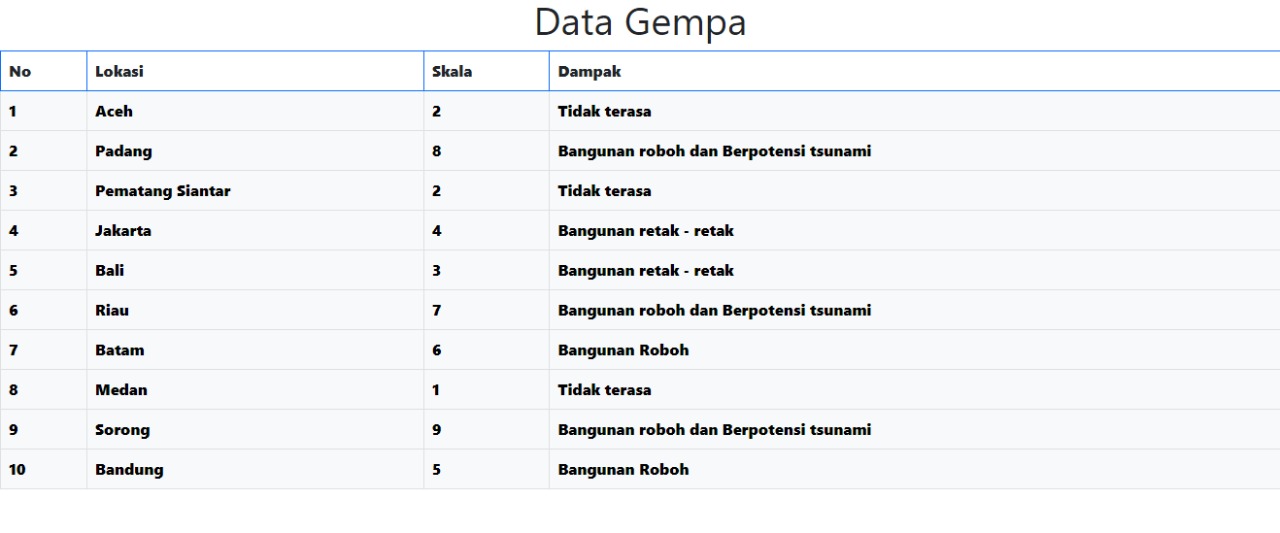 Data Gempa
No Lokasi Skala Dampak
1 Aceh 2 Tidak terasa
2 Padang 8 Bangunan roboh dan Berpotensi tsunami
3 Pematang Siantar 2 Tidak terasa
4 Jakarta 4 Bangunan retak - retak
5 Bali 3 Bangunan retak - retak
6 Riau 7 Bangunan roboh dan Berpotensi tsunami
7 Batam 6 Bangunan Roboh
8 Medan 1 Tidak terasa
9 Sorong 9 Bangunan roboh dan Berpotensi tsunami
10 Bandung 5 Bangunan Roboh